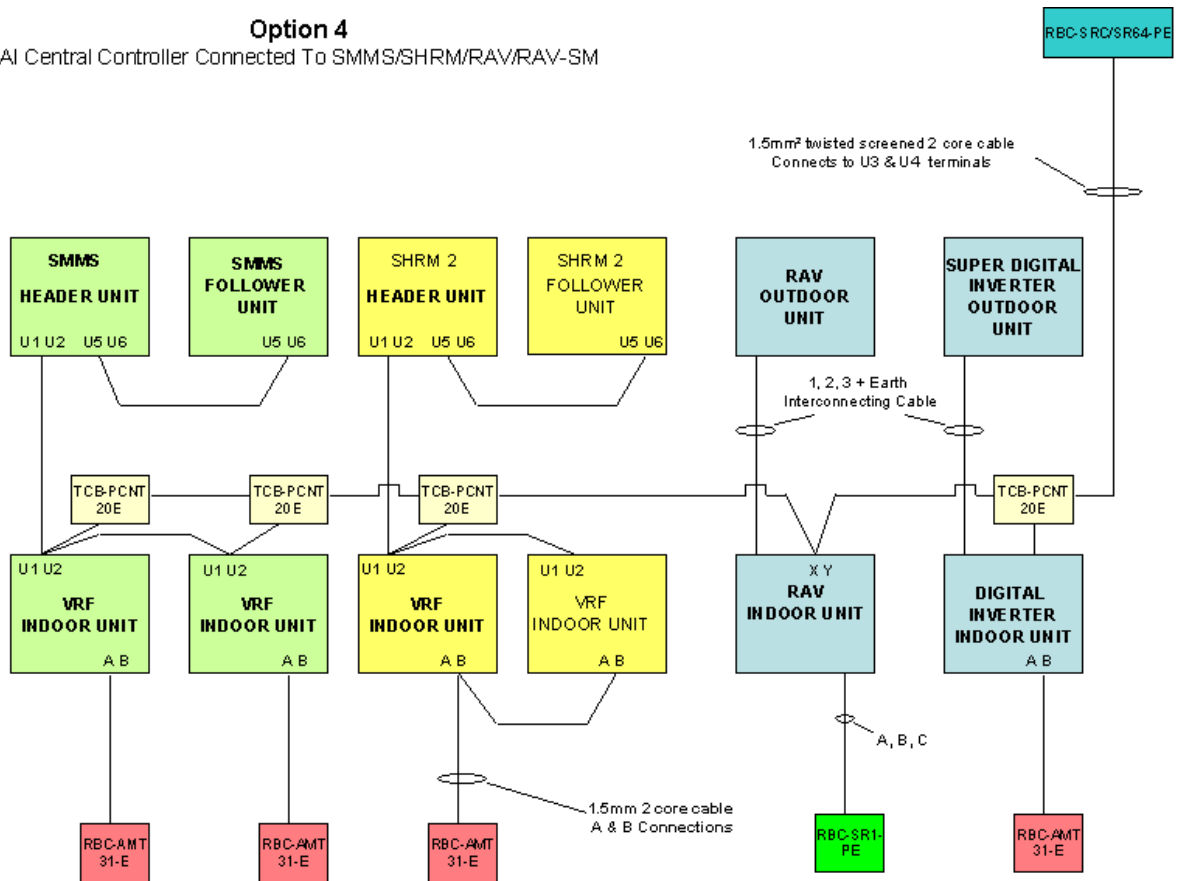 Option 4
AI Central Controller Connected To SMMS/SHRM/RAV/RAV-SM
RBC-SRC/SR64-PE
1.5mm² twisted screened 2 core cable
Connects to U3 & U4 terminals
SMMS
HEADER UNIT
U1 U2 U5 U6
SMMS
FOLLOWER
UNIT
U5 U6
SHRM 2
HEADER UNIT
U1 U2 U5 U6
SHRM 2
FOLLOWER
UNIT
U5 U6
RAV
OUTDOOR
UNIT
SUPER DIGITAL
INVERTER
OUTDOOR
UNIT
1, 2, 3 + Earth
Interconnecting Cable
TCB-PCNT
20E
TCB-PCNT
20E
TCB-PCNT
20E
TCB-PCNT
20E
U1 U2
VRF
INDOOR UNIT
A B
U1 U2
VRF
INDOOR UNIT
A B
U1 U2
VRF
INDOOR UNIT
A B
U1 U2
VRF
INDOOR UNIT
A B
X Y
RAV
INDOOR UNIT
DIGITAL
INVERTER
INDOOR UNIT
A B
A, B, C
1.5mm 2 core cable
A & B Connections
RBC-AMT
31-E
RBC-AMT
31-E
RBC-AMT
31-E
RBC-SR1-
PE
RBC-AMT
31-E